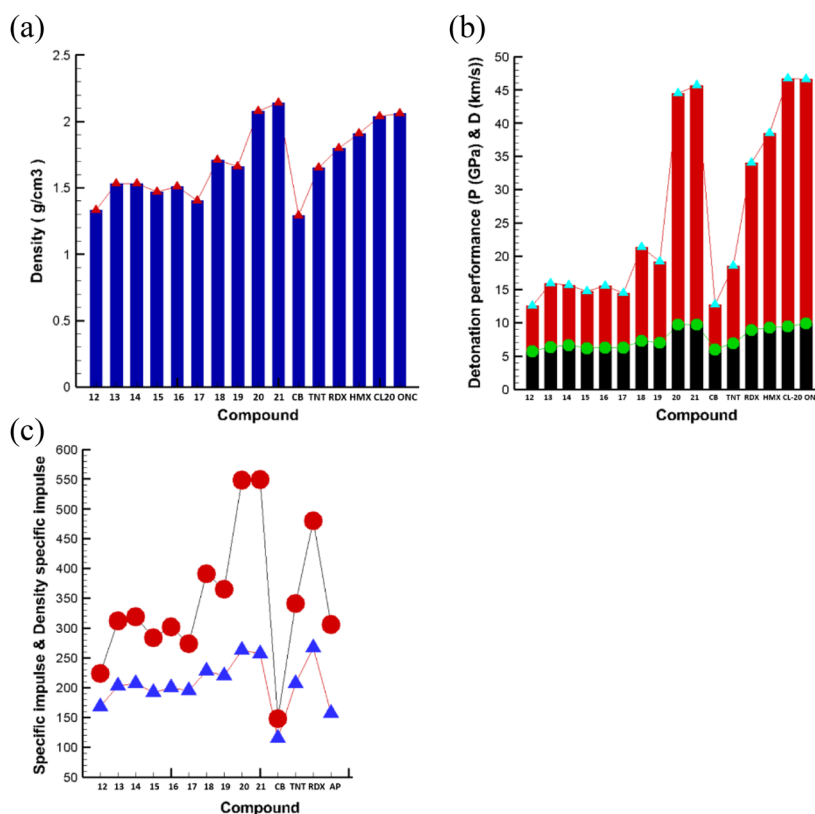 (a)
Density ( g/cm3 )
2.5
2
1.5
1
0.5
0
12 13 14 15 16 17 18 19 20 21 CB TNT RDX HMX CL20 ONC
Compound
(b)
Detonation performance (P (GPa) & D (km/s))
50
45
40
35
30
25
20
15
10
5
0
12 13 14 15 16 17 18 19 20 21 CB TNT RDX HMX CL-20 ON
Compound
(c)
Specific impulse & Density specific impulse
600
550
500
450
400
350
300
250
200
150
100
50
12 13 14 15 16 17 18 19 20 21 CB TNT RDX AP
Compound